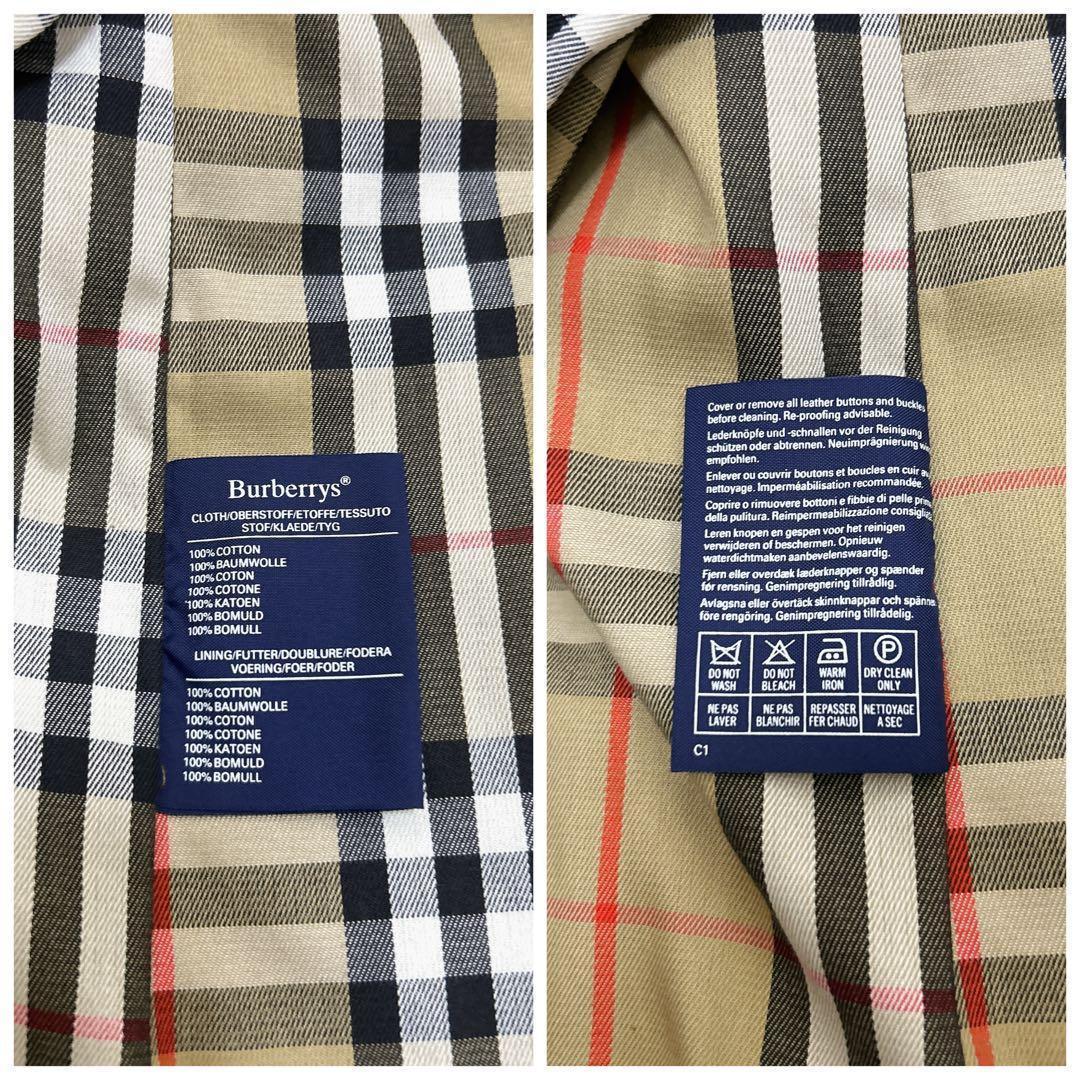 Burberrys®
CLOTH/OBERSTOFF/ETOFFE/TESSUTO
STOF/KLAEDE/TYG
100% COTTON
100% BAUMWOLLE
100% COTON
100% COTONE
100% KATOEN
100% BOMULD
100% BOMULL
LINING/FUTTER/DOUBLURE/FODERA
VOERING/FOER/FODER
100% COTTON
100% BAUMWOLLE
100% COTON
100% COTONE
100% KATOEN
100% BOMULD
100% BOMULL
Cover or remove all leather buttons and buckles
before cleaning. Re-proofing advisable.
Lederknöpfe und -schnallen vor der Reinigung
schützen oder abtrennen. Neuimprägnierung
empfohlen.
Enlever ou couvrir boutons et boucles en cuir
nettoyage. Imperméabilisation recommandée.
Coprire o rimuovere bottoni e fibbie di pelle
della pulitura. Reimpermeabilizzazione
Leren knopen en gespen voor het reinigen
verwijderen of beschermen. Opnieuw
waterdichtmaken aanbevelenswaardig.
Fjern eller overdæk læderknapper og spænder
før rensning. Genimpregnering tillrådlig.
Avlagsna eller övertäck skinnknappar och
före rengöring. Genimpregnering tillrådelig.
DO NOT WASH
DO NOT BLEACH
WARM IRON
P
DRY CLEAN ONLY
NE PAS LAVER
NE PAS BLANCHIR
REPASSER FER CHAUD
NETTOYAGE A SEC
C1